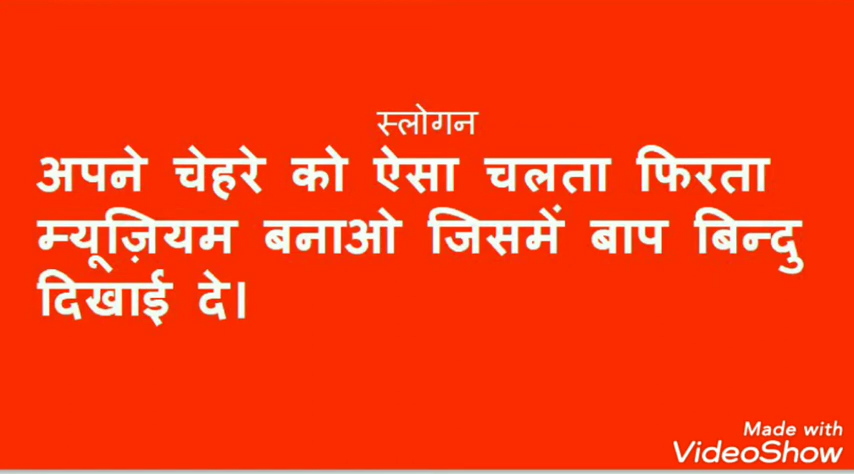 स्लोगन
अपने चेहरे को ऐसा चलता फिरता
म्यूज़ियम बनाओ जिसमें बाप बिन्दु
दिखाई दे।
Made with
VideoShow